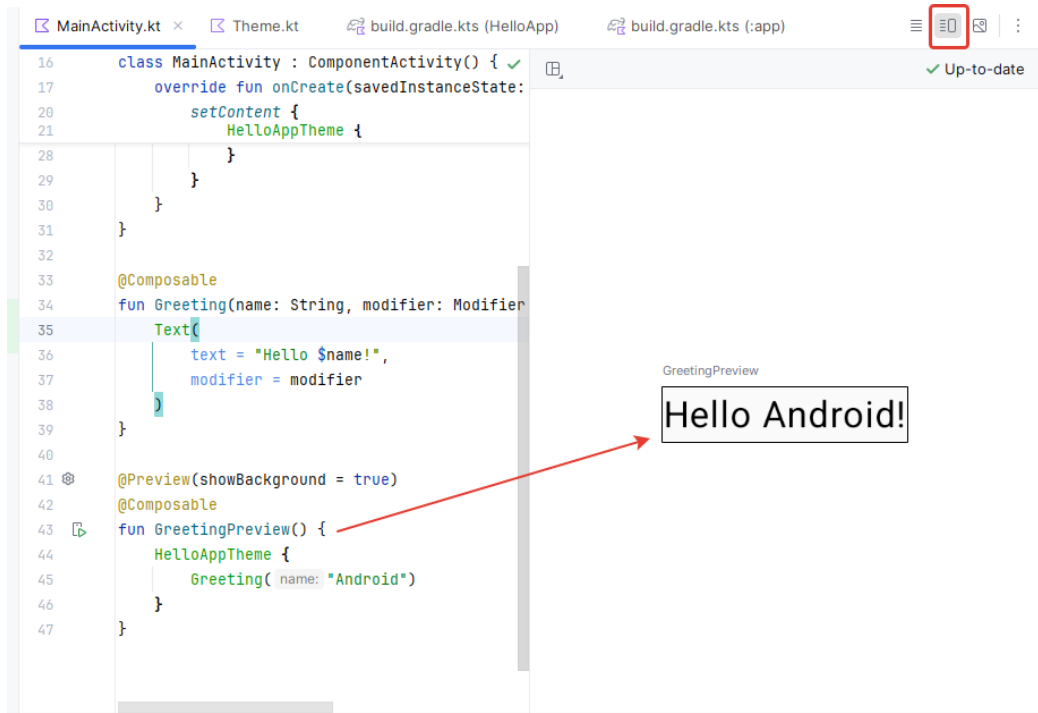 MainActivity.kt × Theme.kt build.gradle.kts (HelloApp) build.gradle.kts (:app)
Up-to-date
16 class MainActivity : ComponentActivity() {
17 override fun onCreate(savedInstanceState:
20 setContent {
21 HelloAppTheme {
28 }
29 }
30 }
31 }
32
33 @Composable
34 fun Greeting(name: String, modifier: Modifier
35 Text(
36 text = "Hello $name!",
37 modifier = modifier
38 )
39 }
40
41 @Preview(showBackground = true)
42 @Composable
43 fun GreetingPreview() {
44 HelloAppTheme {
45 Greeting( name: "Android")
46 }
47 }
GreetingPreview
Hello Android!